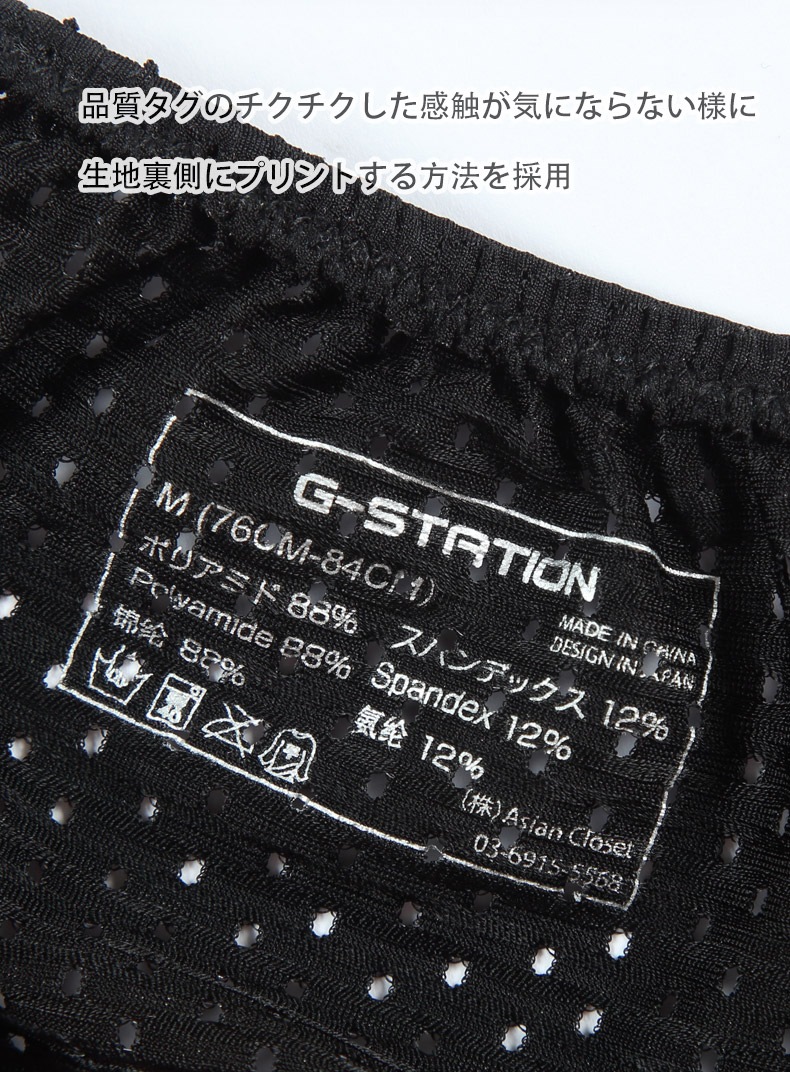 品質タグのチクチクした感触が気にならない様に
生地裏側にプリントする方法を採用
G-STATION
M (76CM-84CM)
MADE IN CHINA
DESIGN IN JAPAN
ポリアミド 88% スパンデックス 12%
Polyamide 88% Spandex 12%
锦纶 88% 氨纶 12%
(株) Asian Closet
03-6915-5568